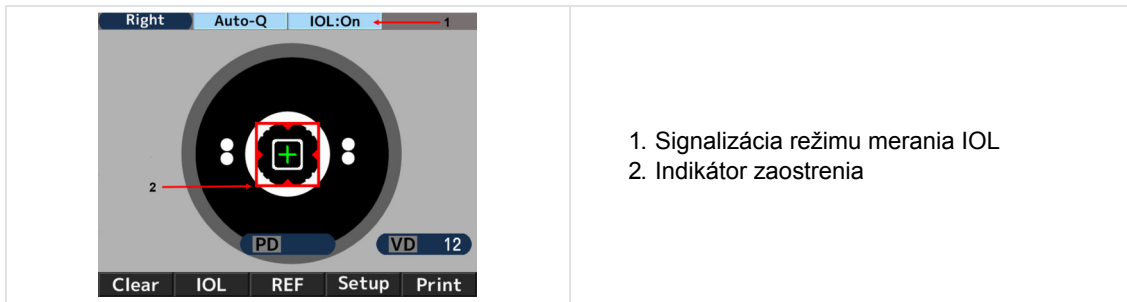 Right Auto-Q IOL:On 1
2
PD VD 12
Clear IOL REF Setup Print
1. Signalizácia režimu merania IOL
2. Indikátor zaostrenia